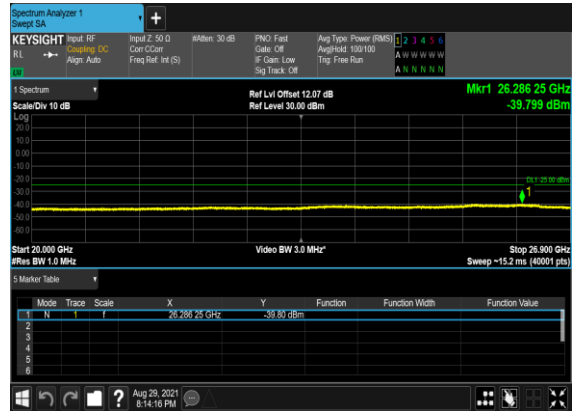 Spectrum Analyzer 1
Swept SA
+
KEYSIGHT Input: RF Input Z: 50 Ω #Atten: 30 dB PNO: Fast Avg Type: Power (RMS) 1 2 3 4 5 6
RL Coupling: DC Corr CCorr Gate: Off Avg|Hold: 100/100 A W W W W W
Align: Auto Freq Ref: Int (S) IF Gain: Low Trig: Free Run
Sig Track: Off A N N N N N
1 Spectrum Ref Lvl Offset 12.07 dB Mkr1 26.286 25 GHz
Scale/Div 10 dB Ref Level 30.00 dBm -39.799 dBm
Log
20.0
10.0
0.00
-10.0
-20.0 DL1 -25.00 dBm
-30.0 1
-40.0
-50.0
-60.0
Start 20.000 GHz Video BW 3.0 MHz* Stop 26.900 GHz
#Res BW 1.0 MHz Sweep ~15.2 ms (40001 pts)
5 Marker Table
Mode Trace Scale X Y Function Function Width Function Value
1 N 1 f 26.286 25 GHz -39.80 dBm
2
3
4
5
6
? Aug 29, 2021
8:14:16 PM